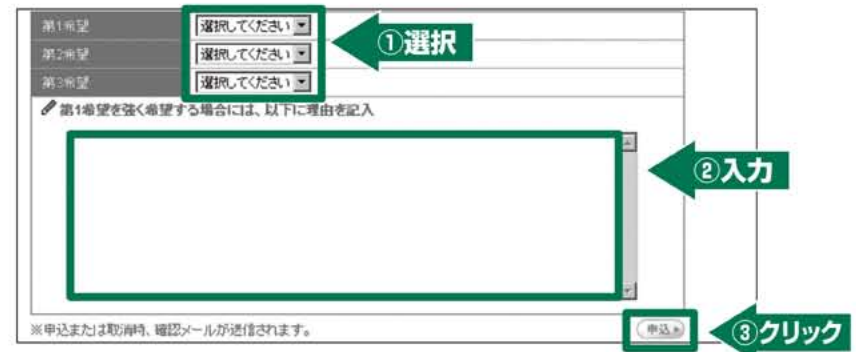 第1希望 選択してください
①選択
第2希望 選択してください
第3希望 選択してください
第1希望を強く希望する場合には、以下に理由を記入
②入力
※申込または取消時、確認メールが送信されます。
申込
③クリック